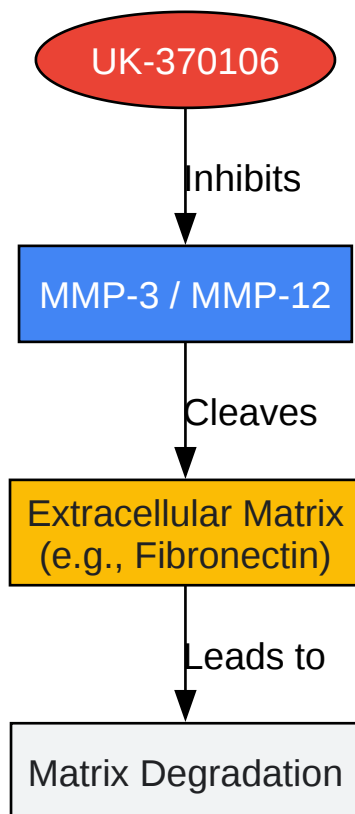 UK-370106
Inhibits
MMP-3 / MMP-12
Cleaves
Extracellular Matrix
(e.g., Fibronectin)
Leads to
Matrix Degradation